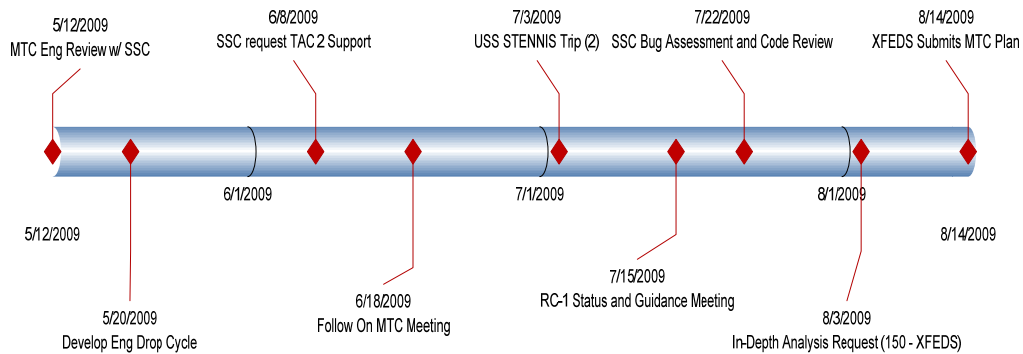 5/12/2009
MTC Eng Review w/ SSC
6/8/2009
SSC request TAC 2 Support
7/3/2009
USS STENNIS Trip (2)
7/22/2009
SSC Bug Assessment and Code Review
8/14/2009
XFEDS Submits MTC Plan
6/1/2009
7/1/2009
8/1/2009
5/12/2009
8/14/2009
5/20/2009
Develop Eng Drop Cycle
6/18/2009
Follow On MTC Meeting
7/15/2009
RC-1 Status and Guidance Meeting
8/3/2009
In-Depth Analysis Request (150 - XFEDS)